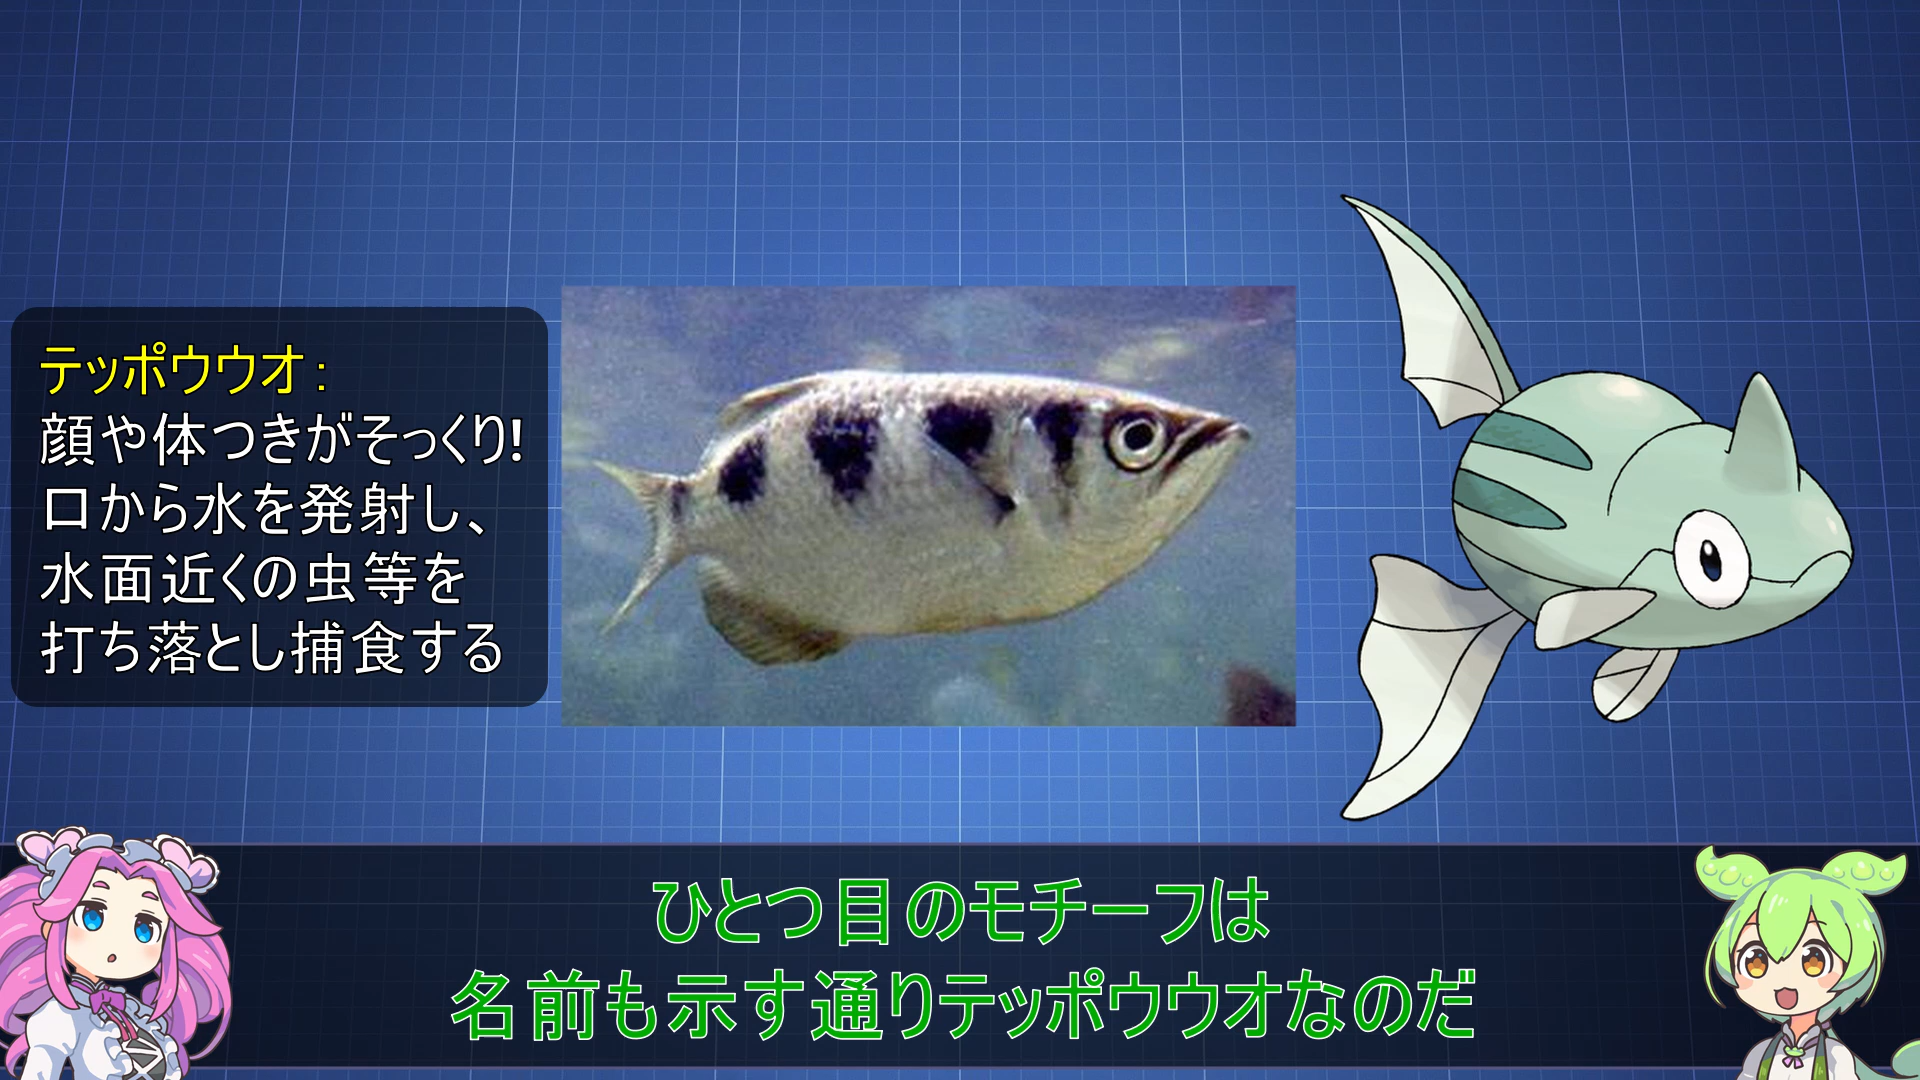 テッポウウオ：
顔や体つきがそっくり!
口から水を発射し、
水面近くの虫等を
打ち落とし捕食する
ひとつ目のモチーフは
名前も示す通りテッポウウオなのだ